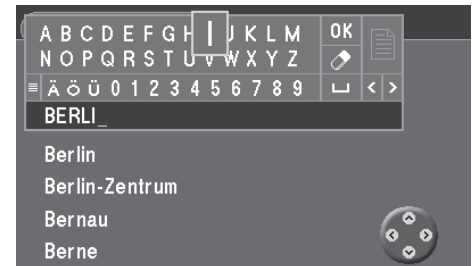 A B C D E F G H I J K L M OK
N O P Q R S T U V W X Y Z
Ä Ö Ü 0 1 2 3 4 5 6 7 8 9 < >
BERLI_
Berlin
Berlin-Zentrum
Bernau
Berne